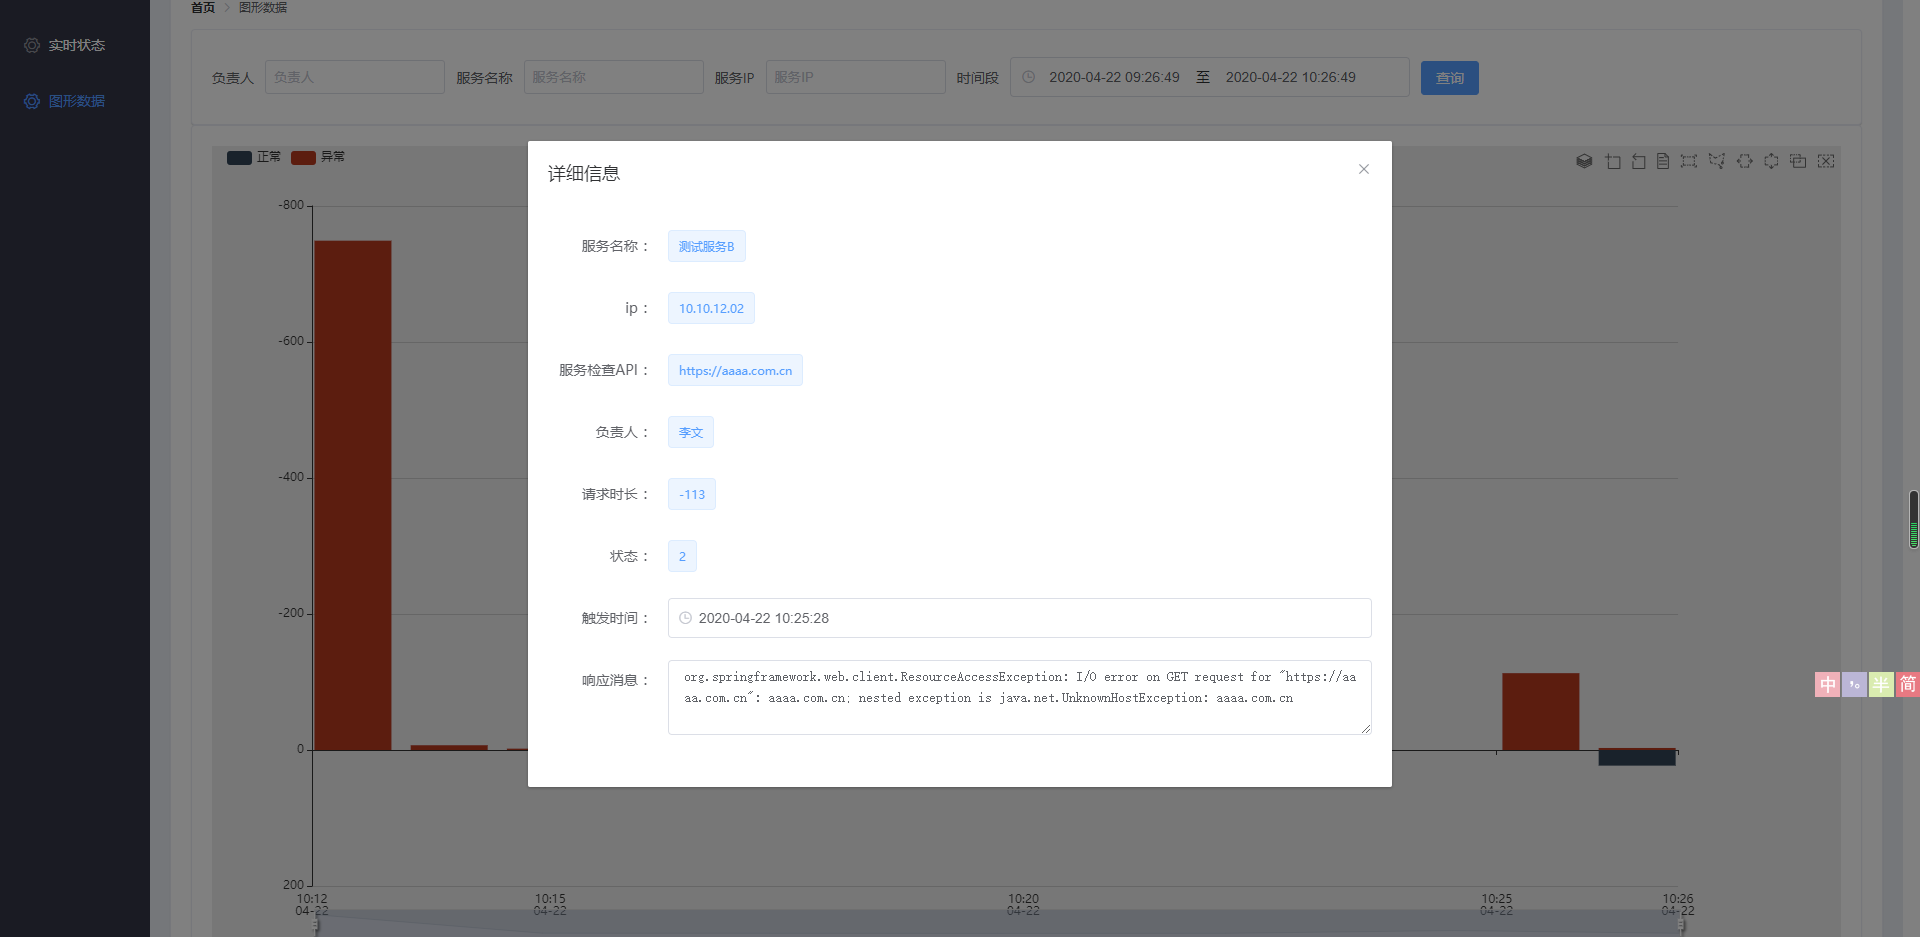 首页 > 图形数据
实时状态
图形数据
负责人 负责人 服务名称 服务名称 服务IP 服务IP 时间段 2020-04-22 09:26:49 至 2020-04-22 10:26:49 查询
正常 异常
详细信息
服务名称： 测试服务B
ip： 10.10.12.02
服务检查API： https://aaaa.com.cn
负责人： 李文
请求时长： -113
状态： 2
触发时间： 2020-04-22 10:25:28
响应消息： org.springframework.web.client.ResourceAccessException: I/O error on GET request for "https://aa
aa.com.cn": aaaa.com.cn; nested exception is java.net.UnknownHostException: aaaa.com.cn
-800
-600
-400
-200
0
200
10:12 10:15 10:20 10:25 10:26
04-22 04-22 04-22 04-22 04-22
中 半 简